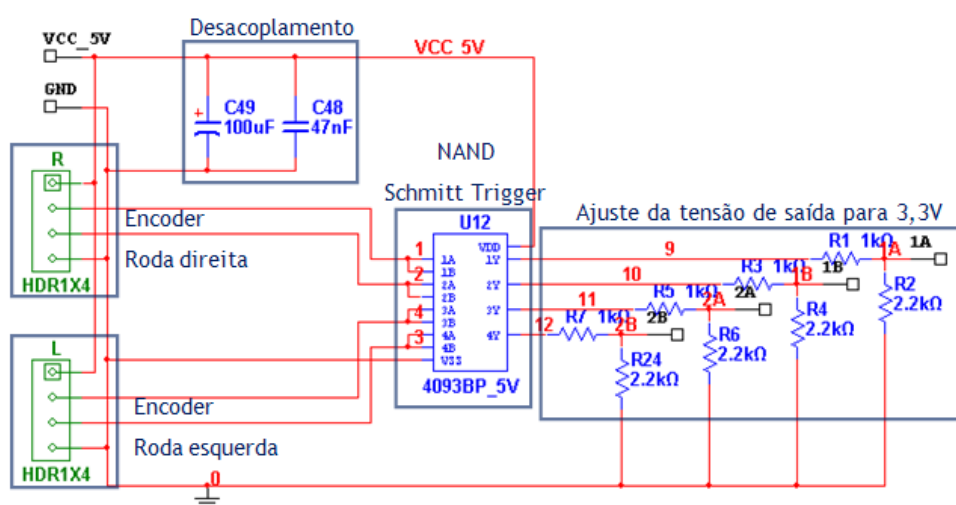 Desacoplamento
VCC_5V
VCC 5V
GND
+
C49
100uF
C48
47nF
NAND
Schmitt Trigger
R
Encoder
Roda direita
HDR1X4
U12
1
2
4
3
1A
1B
2A
2B
3A
3B
4A
4B
VSS
VDD
1Y
2Y
3Y
4Y
4093BP_5V
Ajuste da tensão de saída para 3,3V
9
R1 1kΩ
1A
1A
10
R3 1kΩ
1B
1B
R2
2.2kΩ
11
R5 1kΩ
2A
2A
R4
2.2kΩ
12
R7 1kΩ
2B
2B
R6
2.2kΩ
R24
2.2kΩ
L
Encoder
Roda esquerda
HDR1X4
0